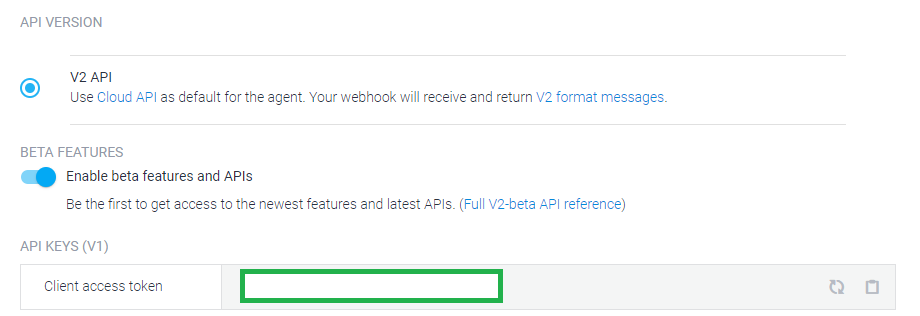 API VERSION
V2 API
Use Cloud API as default for the agent. Your webhook will receive and return V2 format messages.
BETA FEATURES
Enable beta features and APIs
Be the first to get access to the newest features and latest APIs. (Full V2-beta API reference)
API KEYS (V1)
Client access token